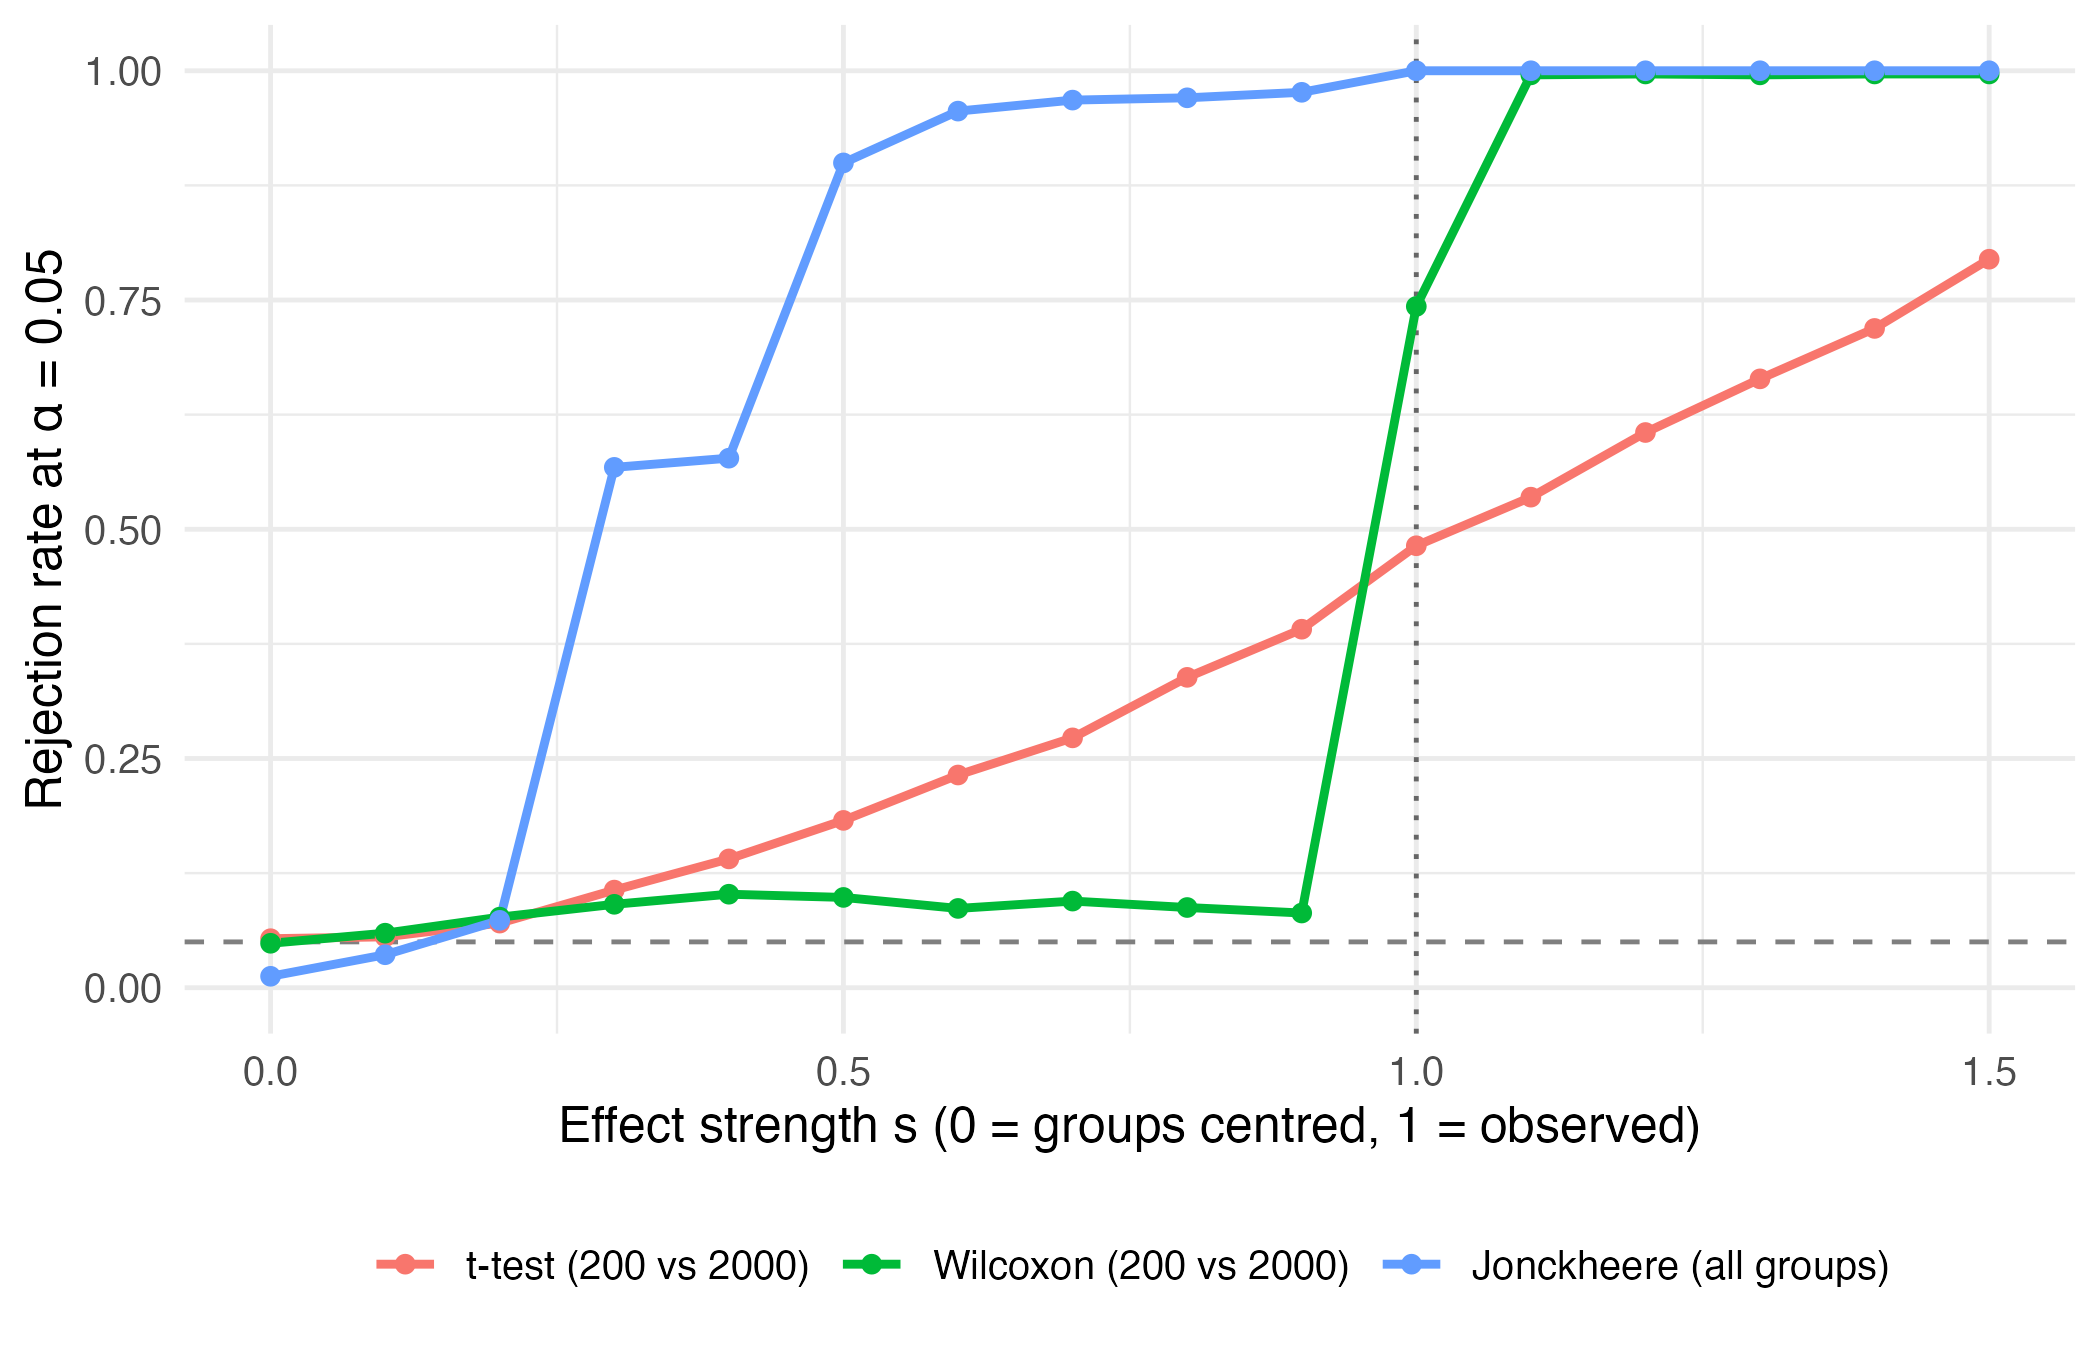 Rejection rate at α = 0.05
1.00
0.75
0.50
0.25
0.00
0.0 0.5 1.0 1.5
Effect strength s (0 = groups centred, 1 = observed)
t-test (200 vs 2000) Wilcoxon (200 vs 2000) Jonckheere (all groups)